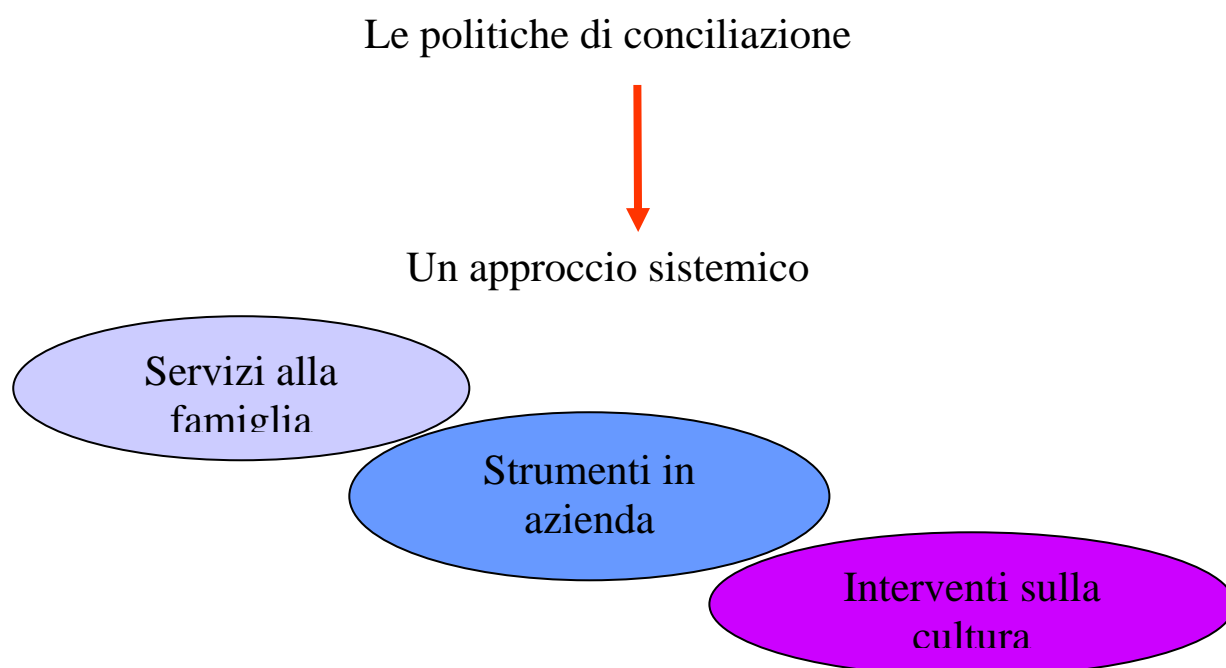 Le politiche di conciliazione
Un approccio sistemico
Servizi alla
famiglia
Strumenti in
azienda
Interventi sulla
cultura